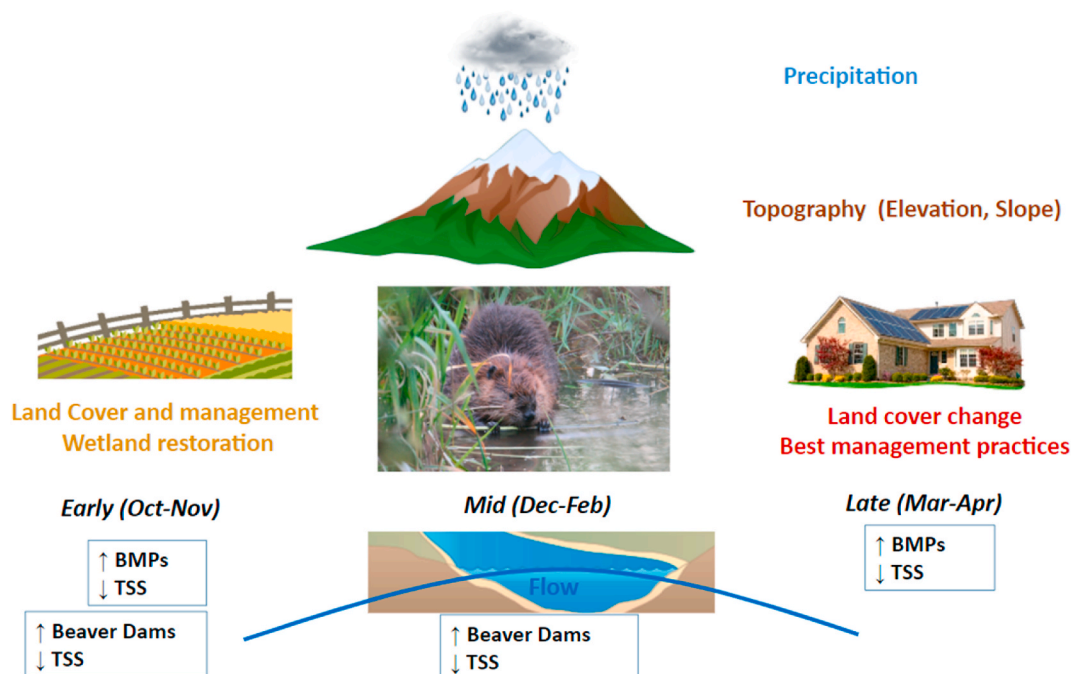 Precipitation
Topography (Elevation, Slope)
Land Cover and management
Wetland restoration
Land cover change
Best management practices
Early (Oct-Nov)
Mid (Dec-Feb)
Late (Mar-Apr)
↑ BMPs
↓ TSS
↑ BMPs
↓ TSS
Flow
↑ Beaver Dams
↓ TSS
↑ Beaver Dams
↓ TSS